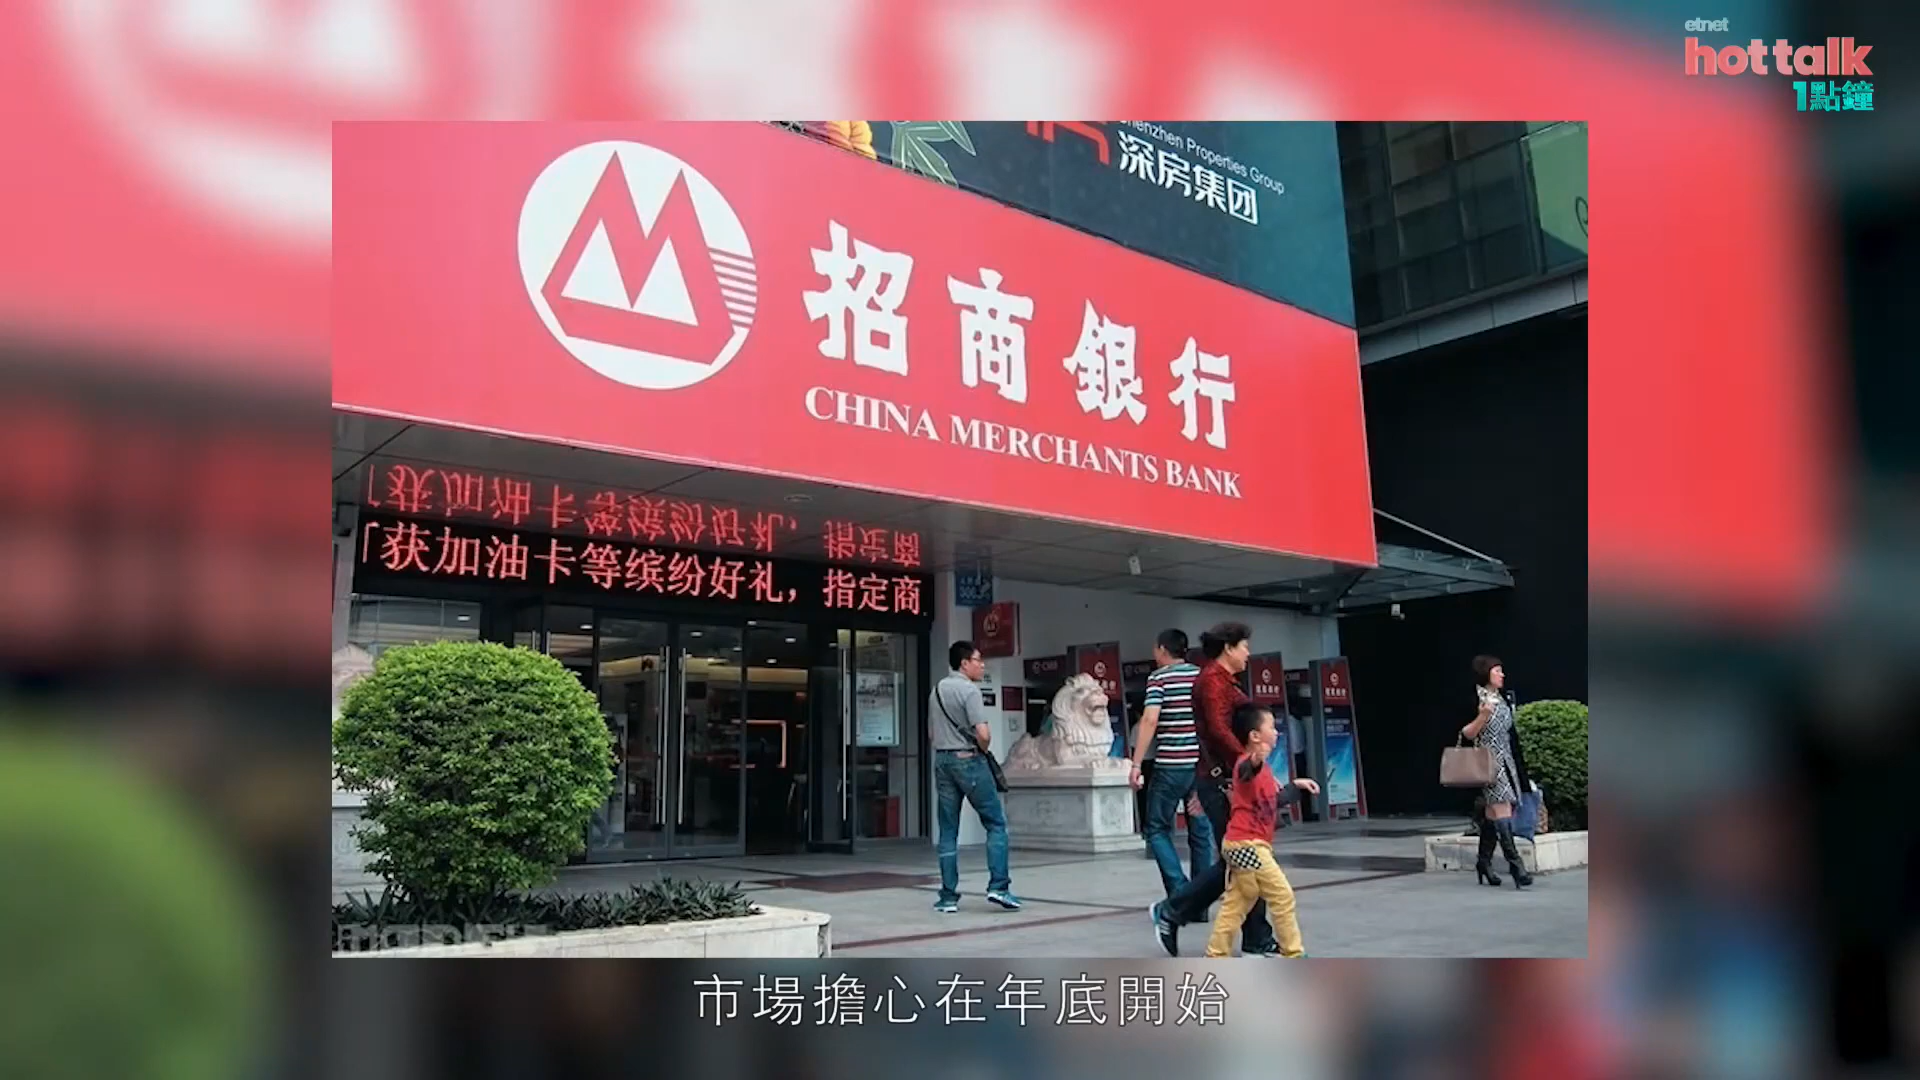 etnet
hot talk
1點鐘
Shenzhen Properties Group
深房集团
招商銀行
CHINA MERCHANTS BANK
「获加油卡等缤纷好礼，指定商
市場擔心在年底開始